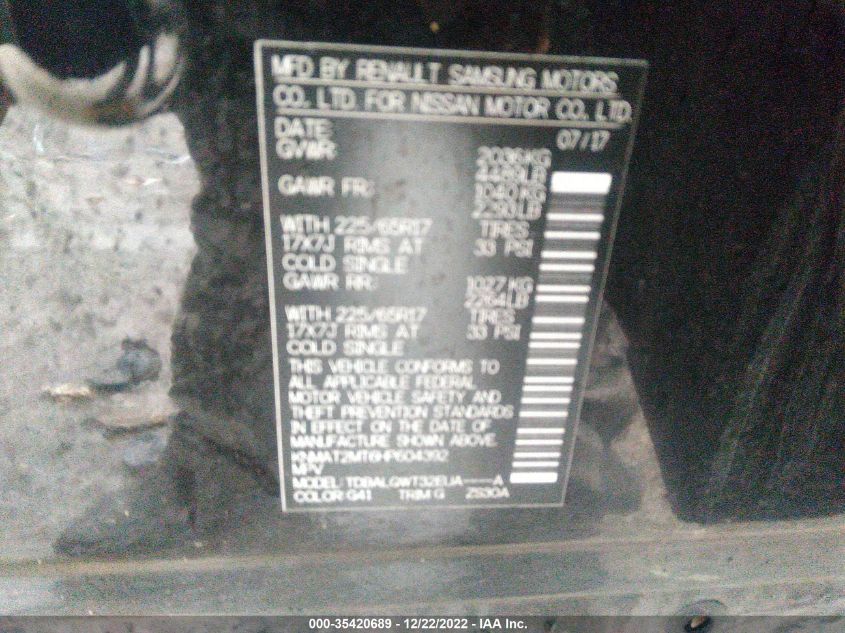 MFD BY RENAULT SAMSUNG MOTORS
CO. LTD. FOR NISSAN MOTOR CO. LTD.
DATE: 07/17
GVWR: 2036KG
4489LB
GAWR FR: 1040KG
2293LB
WITH 225/65R17 TIRES
17X7J RIMS AT 33 PSI
COLD SINGLE
GAWR RR: 1027KG
2264LB
WITH 225/65R17 TIRES
17X7J RIMS AT 33 PSI
COLD SINGLE
THIS VEHICLE CONFORMS TO
ALL APPLICABLE FEDERAL
MOTOR VEHICLE SAFETY AND
THEFT PREVENTION STANDARDS
IN EFFECT ON THE DATE OF
MANUFACTURE SHOWN ABOVE.
KNMAT2MT6HP604392
MPV
MODEL: TDBALGWT32EUA----A
COLOR: G41 TRIM: G 2S30A
000-35420689 - 12/22/2022 - IAA Inc.